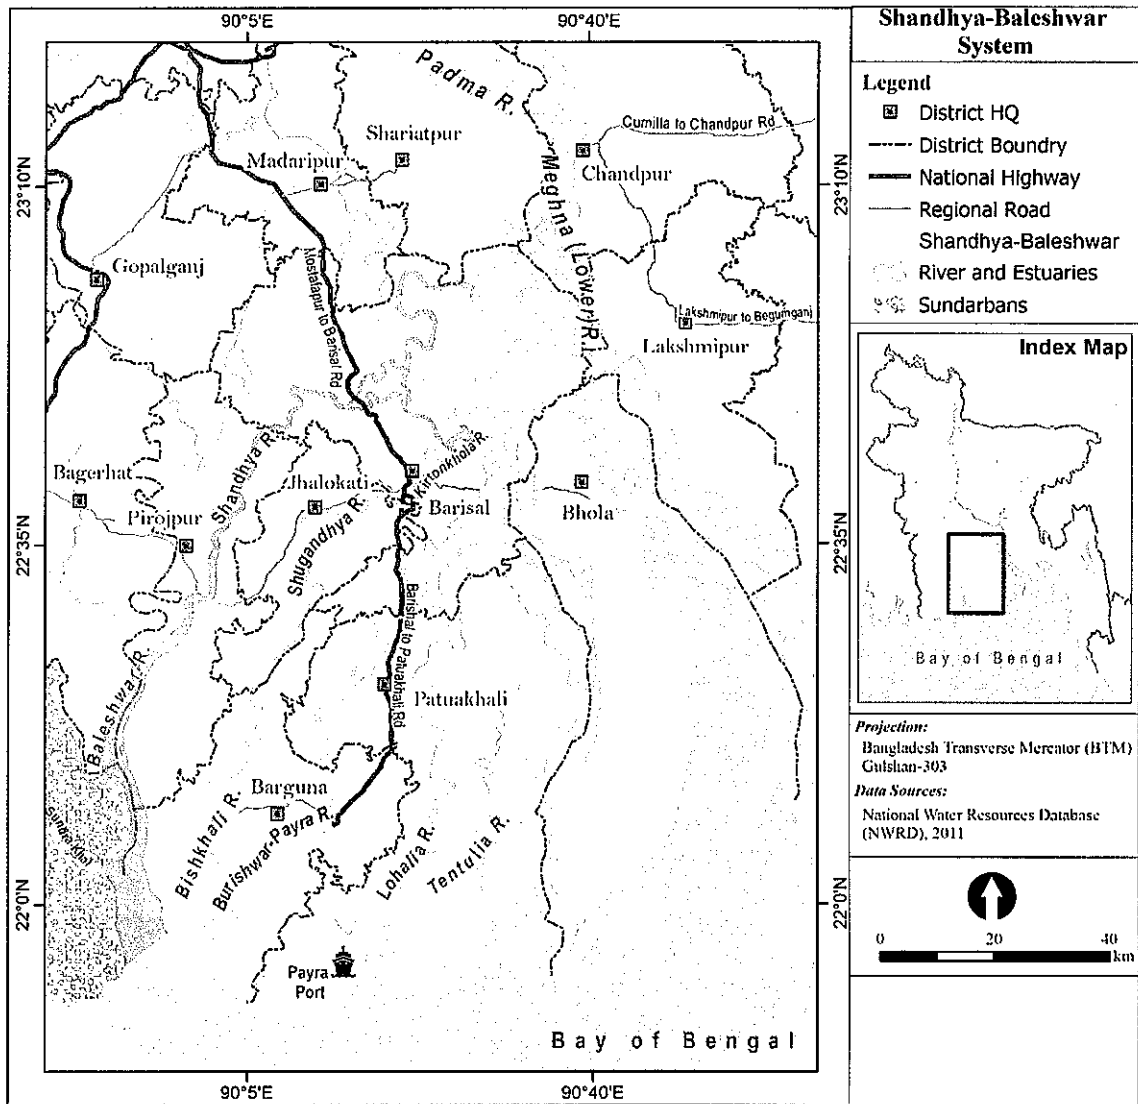 90°5'E
90°40'E
Shandhya-Baleshwar
System
Legend
District HQ
District Boundry
National Highway
Regional Road
Shandhya-Baleshwar
River and Estuaries
Sundarbans
Padma R.
Cumilla to Chandpur Rd
Shariatpur
Madaripur
Chandpur
23°10'N
23°10'N
Meghna (Lower) R.
Gopalganj
Mostafapur to Barisal Rd
Lakshmipur to Begumganj
Lakshmipur
Index Map
Bay of Bengal
Shandhya R.
Kirtonkhola R.
Bagerhat
Jhalokati
Pirojpur
Barisal
Bhola
Shugandhya R.
22°35'N
22°35'N
Barishal to Patuakhali Rd
Baleshwar R.
Patuakhali
Barguna
Bishkhali R.
Burishwar-Payra R.
Lohalia R.
Tentulia R.
22°0'N
22°0'N
Payra
Port
Bay of Bengal
90°5'E
90°40'E
Projection:
Bangladesh Transverse Mercator (BTM)
Gulshan-303
Data Sources:
National Water Resources Database
(NWRD), 2011
0 20 40
km